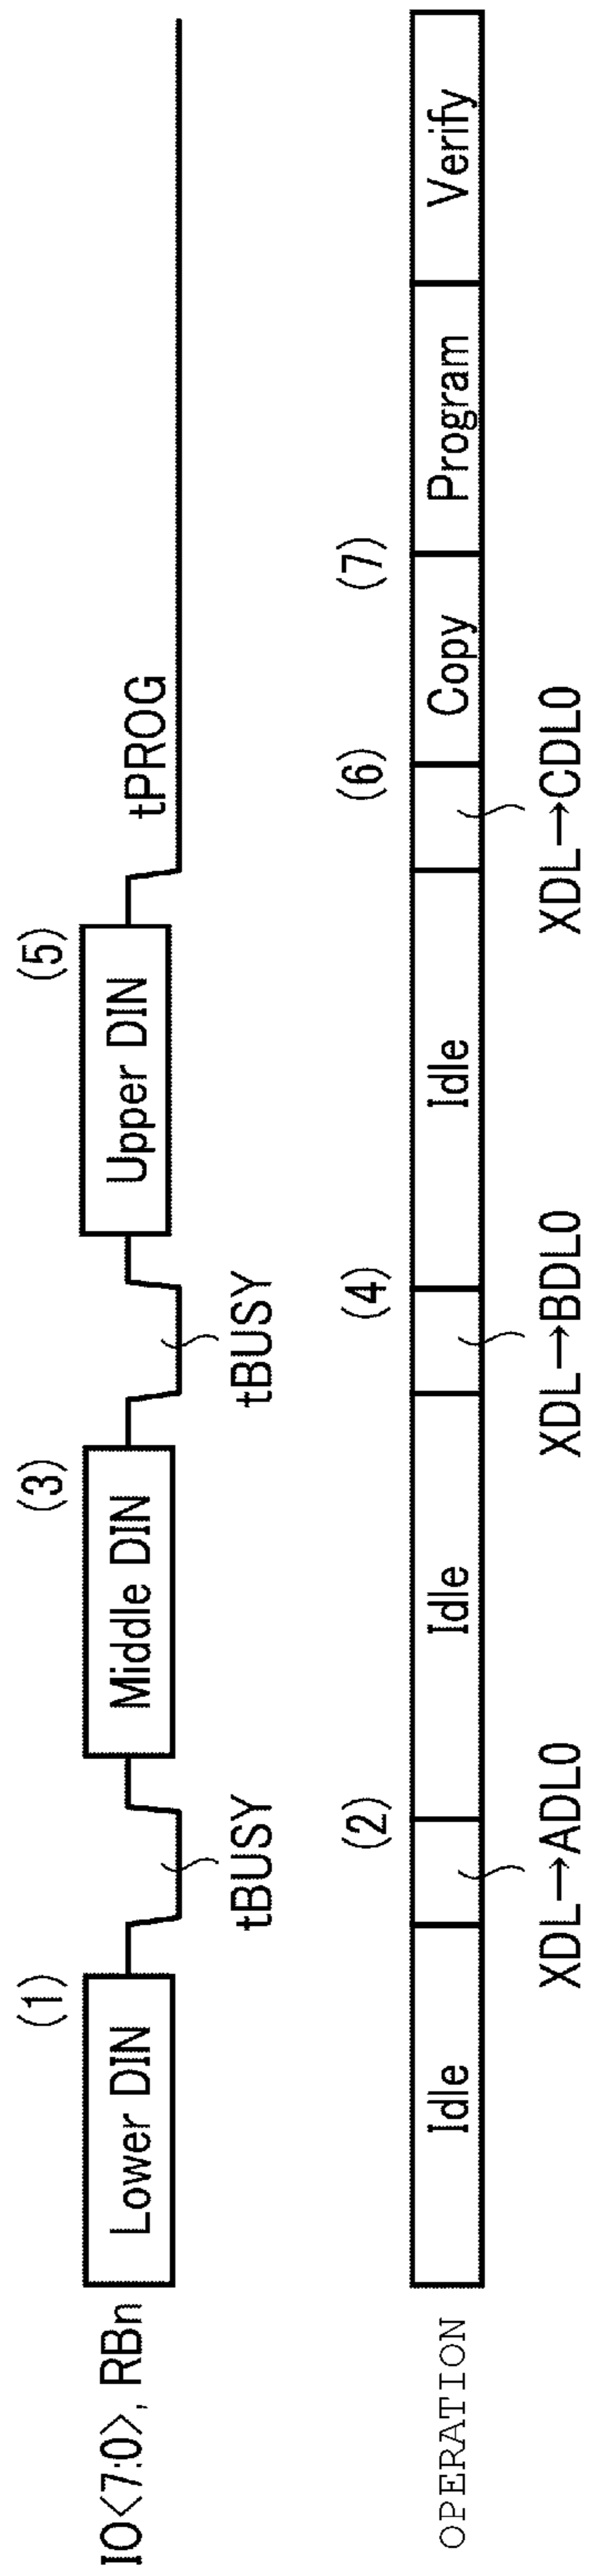 (1)
(3)
(5)
IO<7:0>, RBn
Lower DIN
Middle DIN
Upper DIN
tPROG
tBUSY
tBUSY
(2)
(4)
(6)
(7)
OPERATION
Idle
Idle
Idle
Copy
Program
Verify
XDL→ADL0
XDL→BDL0
XDL→CDL0